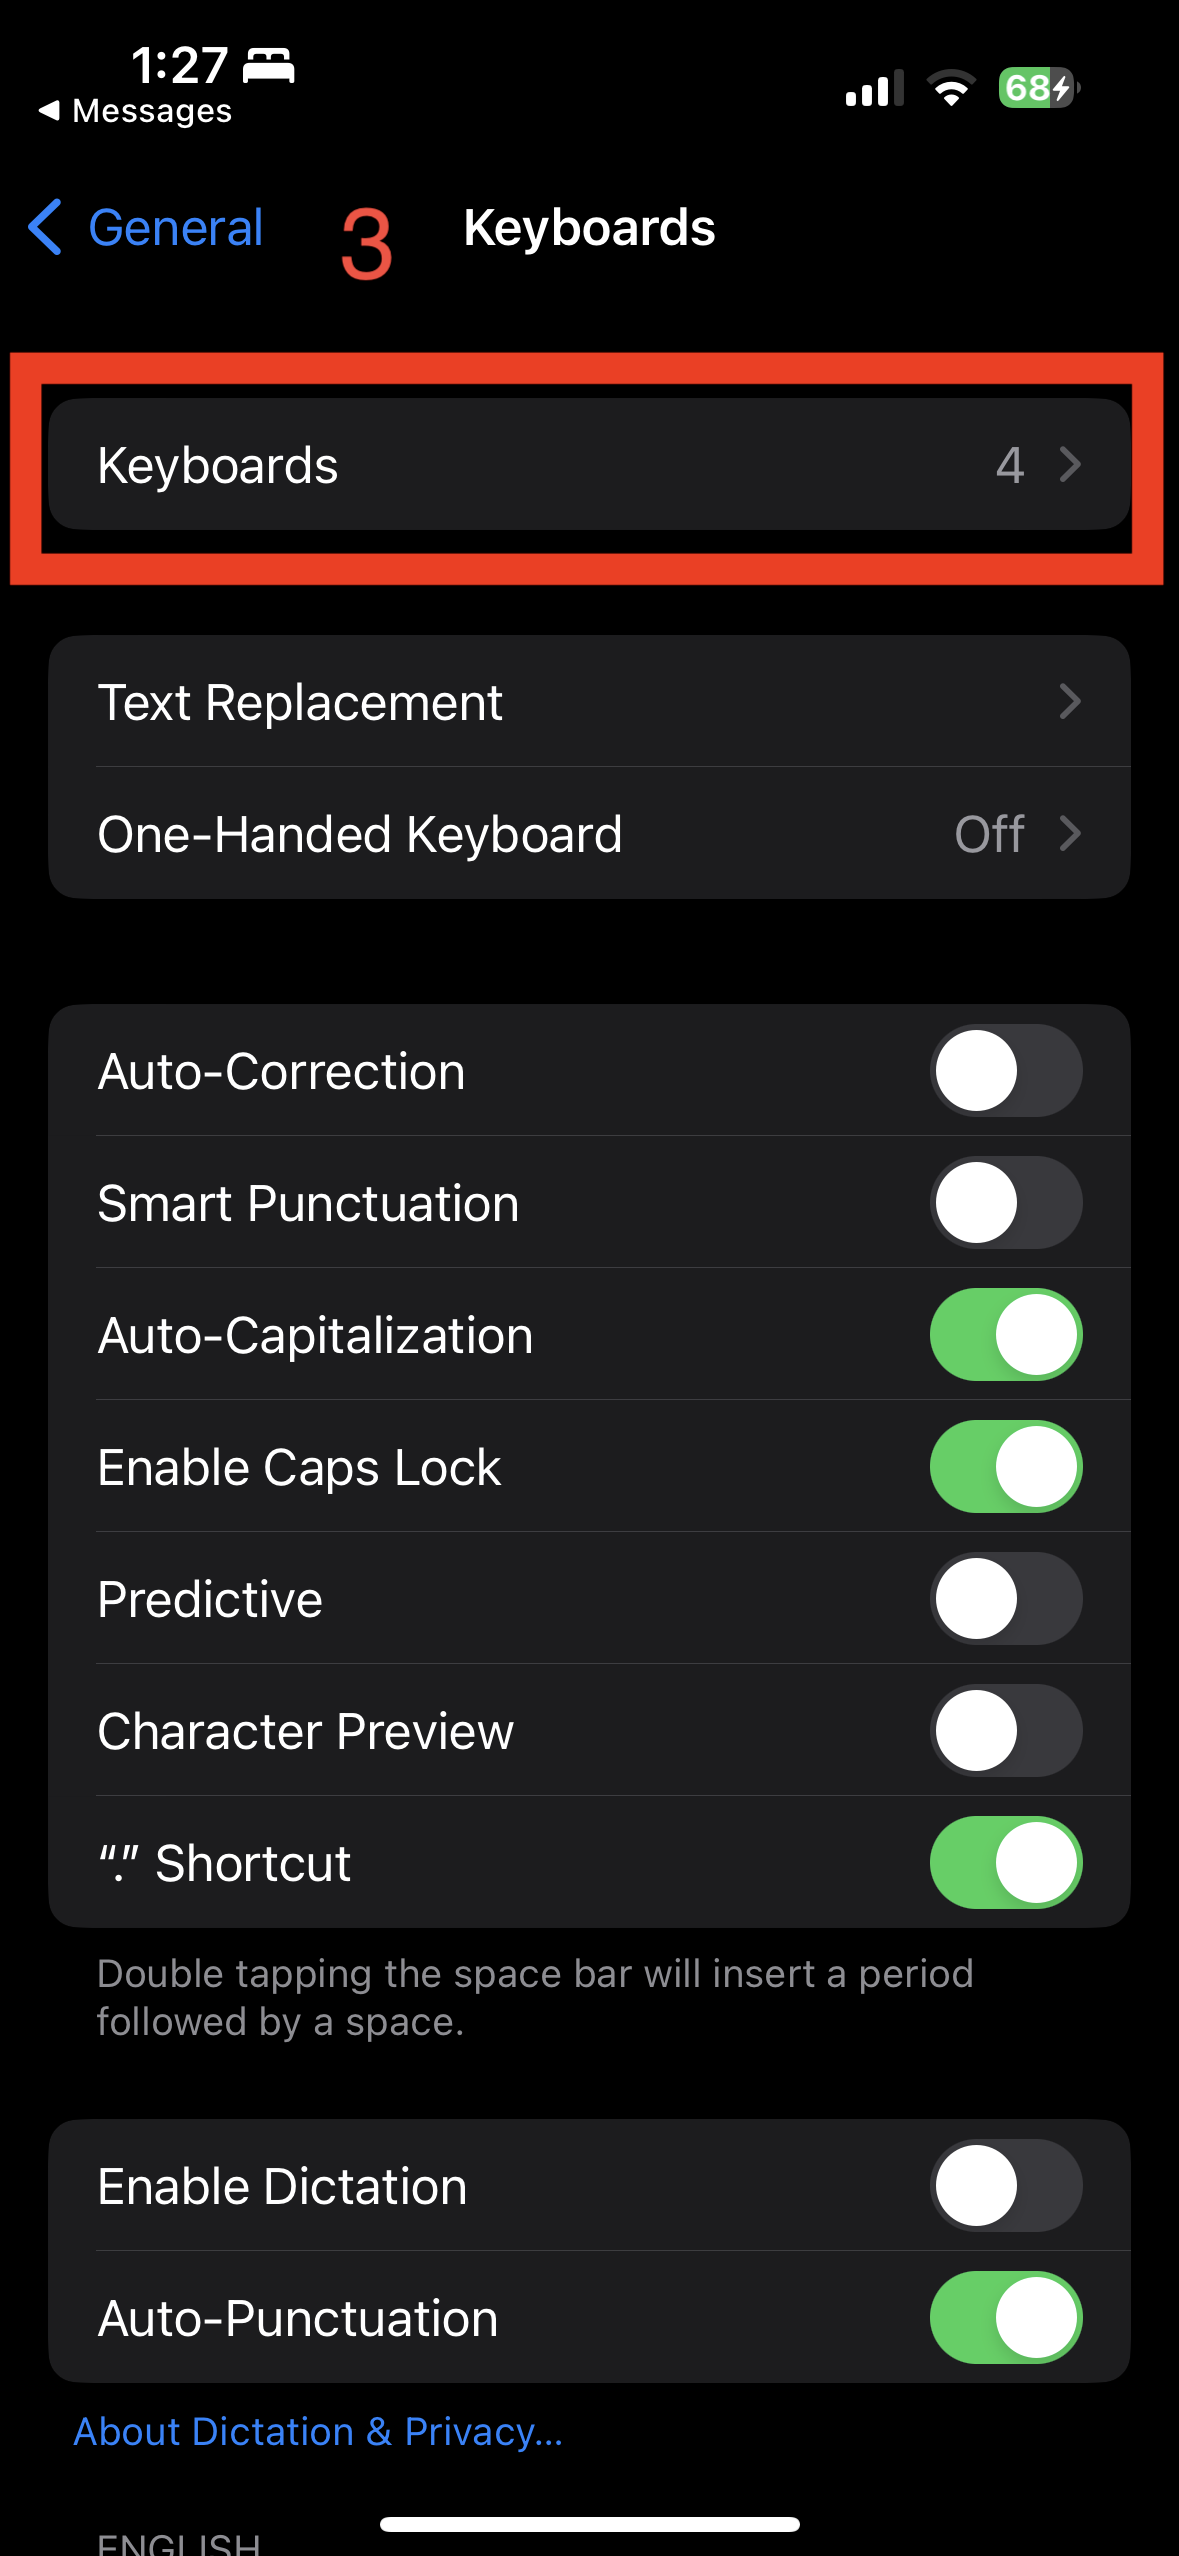 1:27
◀ Messages
68
General
3
Keyboards
Keyboards 4
Text Replacement
One-Handed Keyboard Off
Auto-Correction
Smart Punctuation
Auto-Capitalization
Enable Caps Lock
Predictive
Character Preview
“.” Shortcut
Double tapping the space bar will insert a period
followed by a space.
Enable Dictation
Auto-Punctuation
About Dictation & Privacy...
ENGLISH